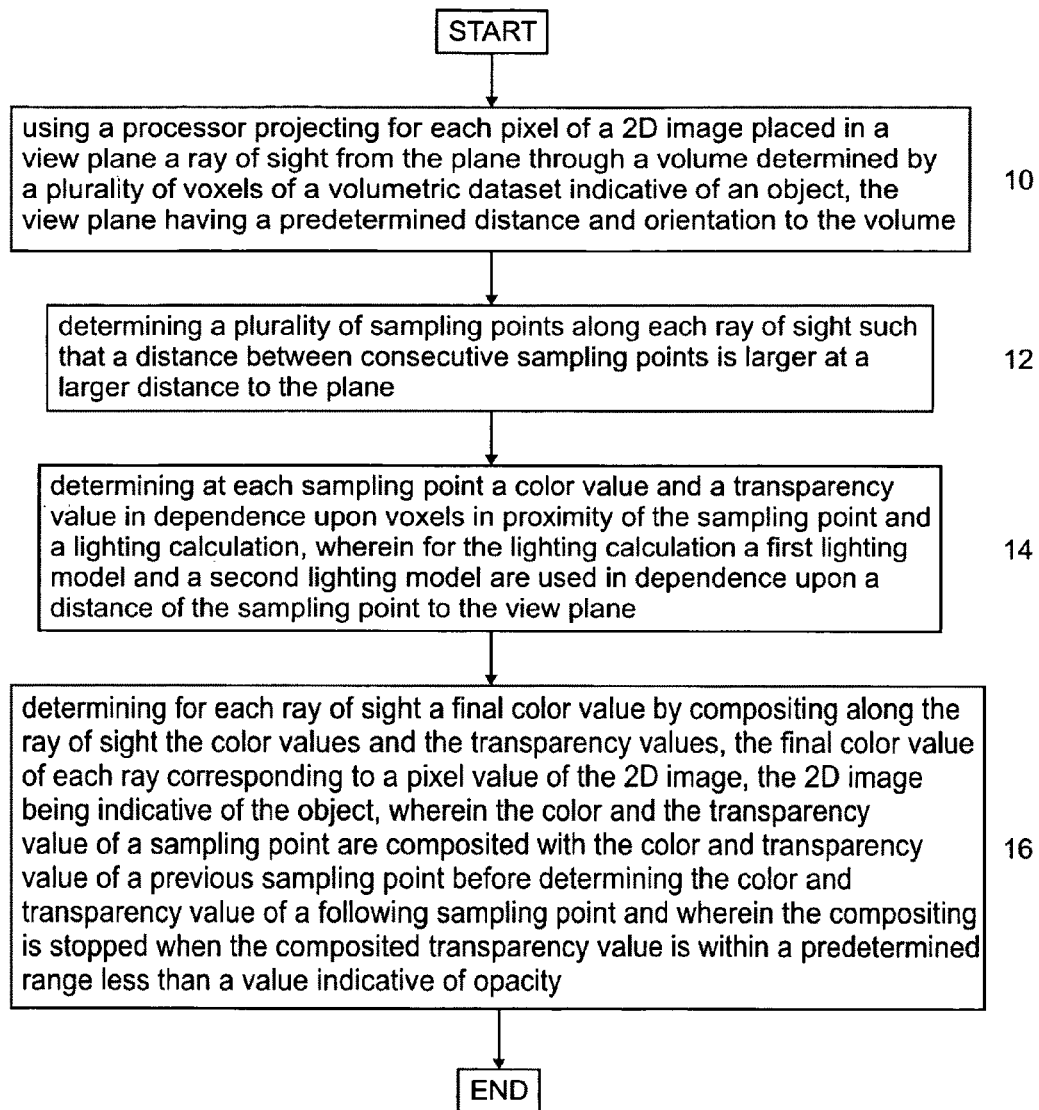 START
using a processor projecting for each pixel of a 2D image placed in a
view plane a ray of sight from the plane through a volume determined by
a plurality of voxels of a volumetric dataset indicative of an object, the
view plane having a predetermined distance and orientation to the volume
10
determining a plurality of sampling points along each ray of sight such
that a distance between consecutive sampling points is larger at a
larger distance to the plane
12
determining at each sampling point a color value and a transparency
value in dependence upon voxels in proximity of the sampling point and
a lighting calculation, wherein for the lighting calculation a first lighting
model and a second lighting model are used in dependence upon a
distance of the sampling point to the view plane
14
determining for each ray of sight a final color value by compositing along the
ray of sight the color values and the transparency values, the final color value
of each ray corresponding to a pixel value of the 2D image, the 2D image
being indicative of the object, wherein the color and the transparency
value of a sampling point are composited with the color and transparency
value of a previous sampling point before determining the color and
transparency value of a following sampling point and wherein the compositing
is stopped when the composited transparency value is within a predetermined
range less than a value indicative of opacity
16
END